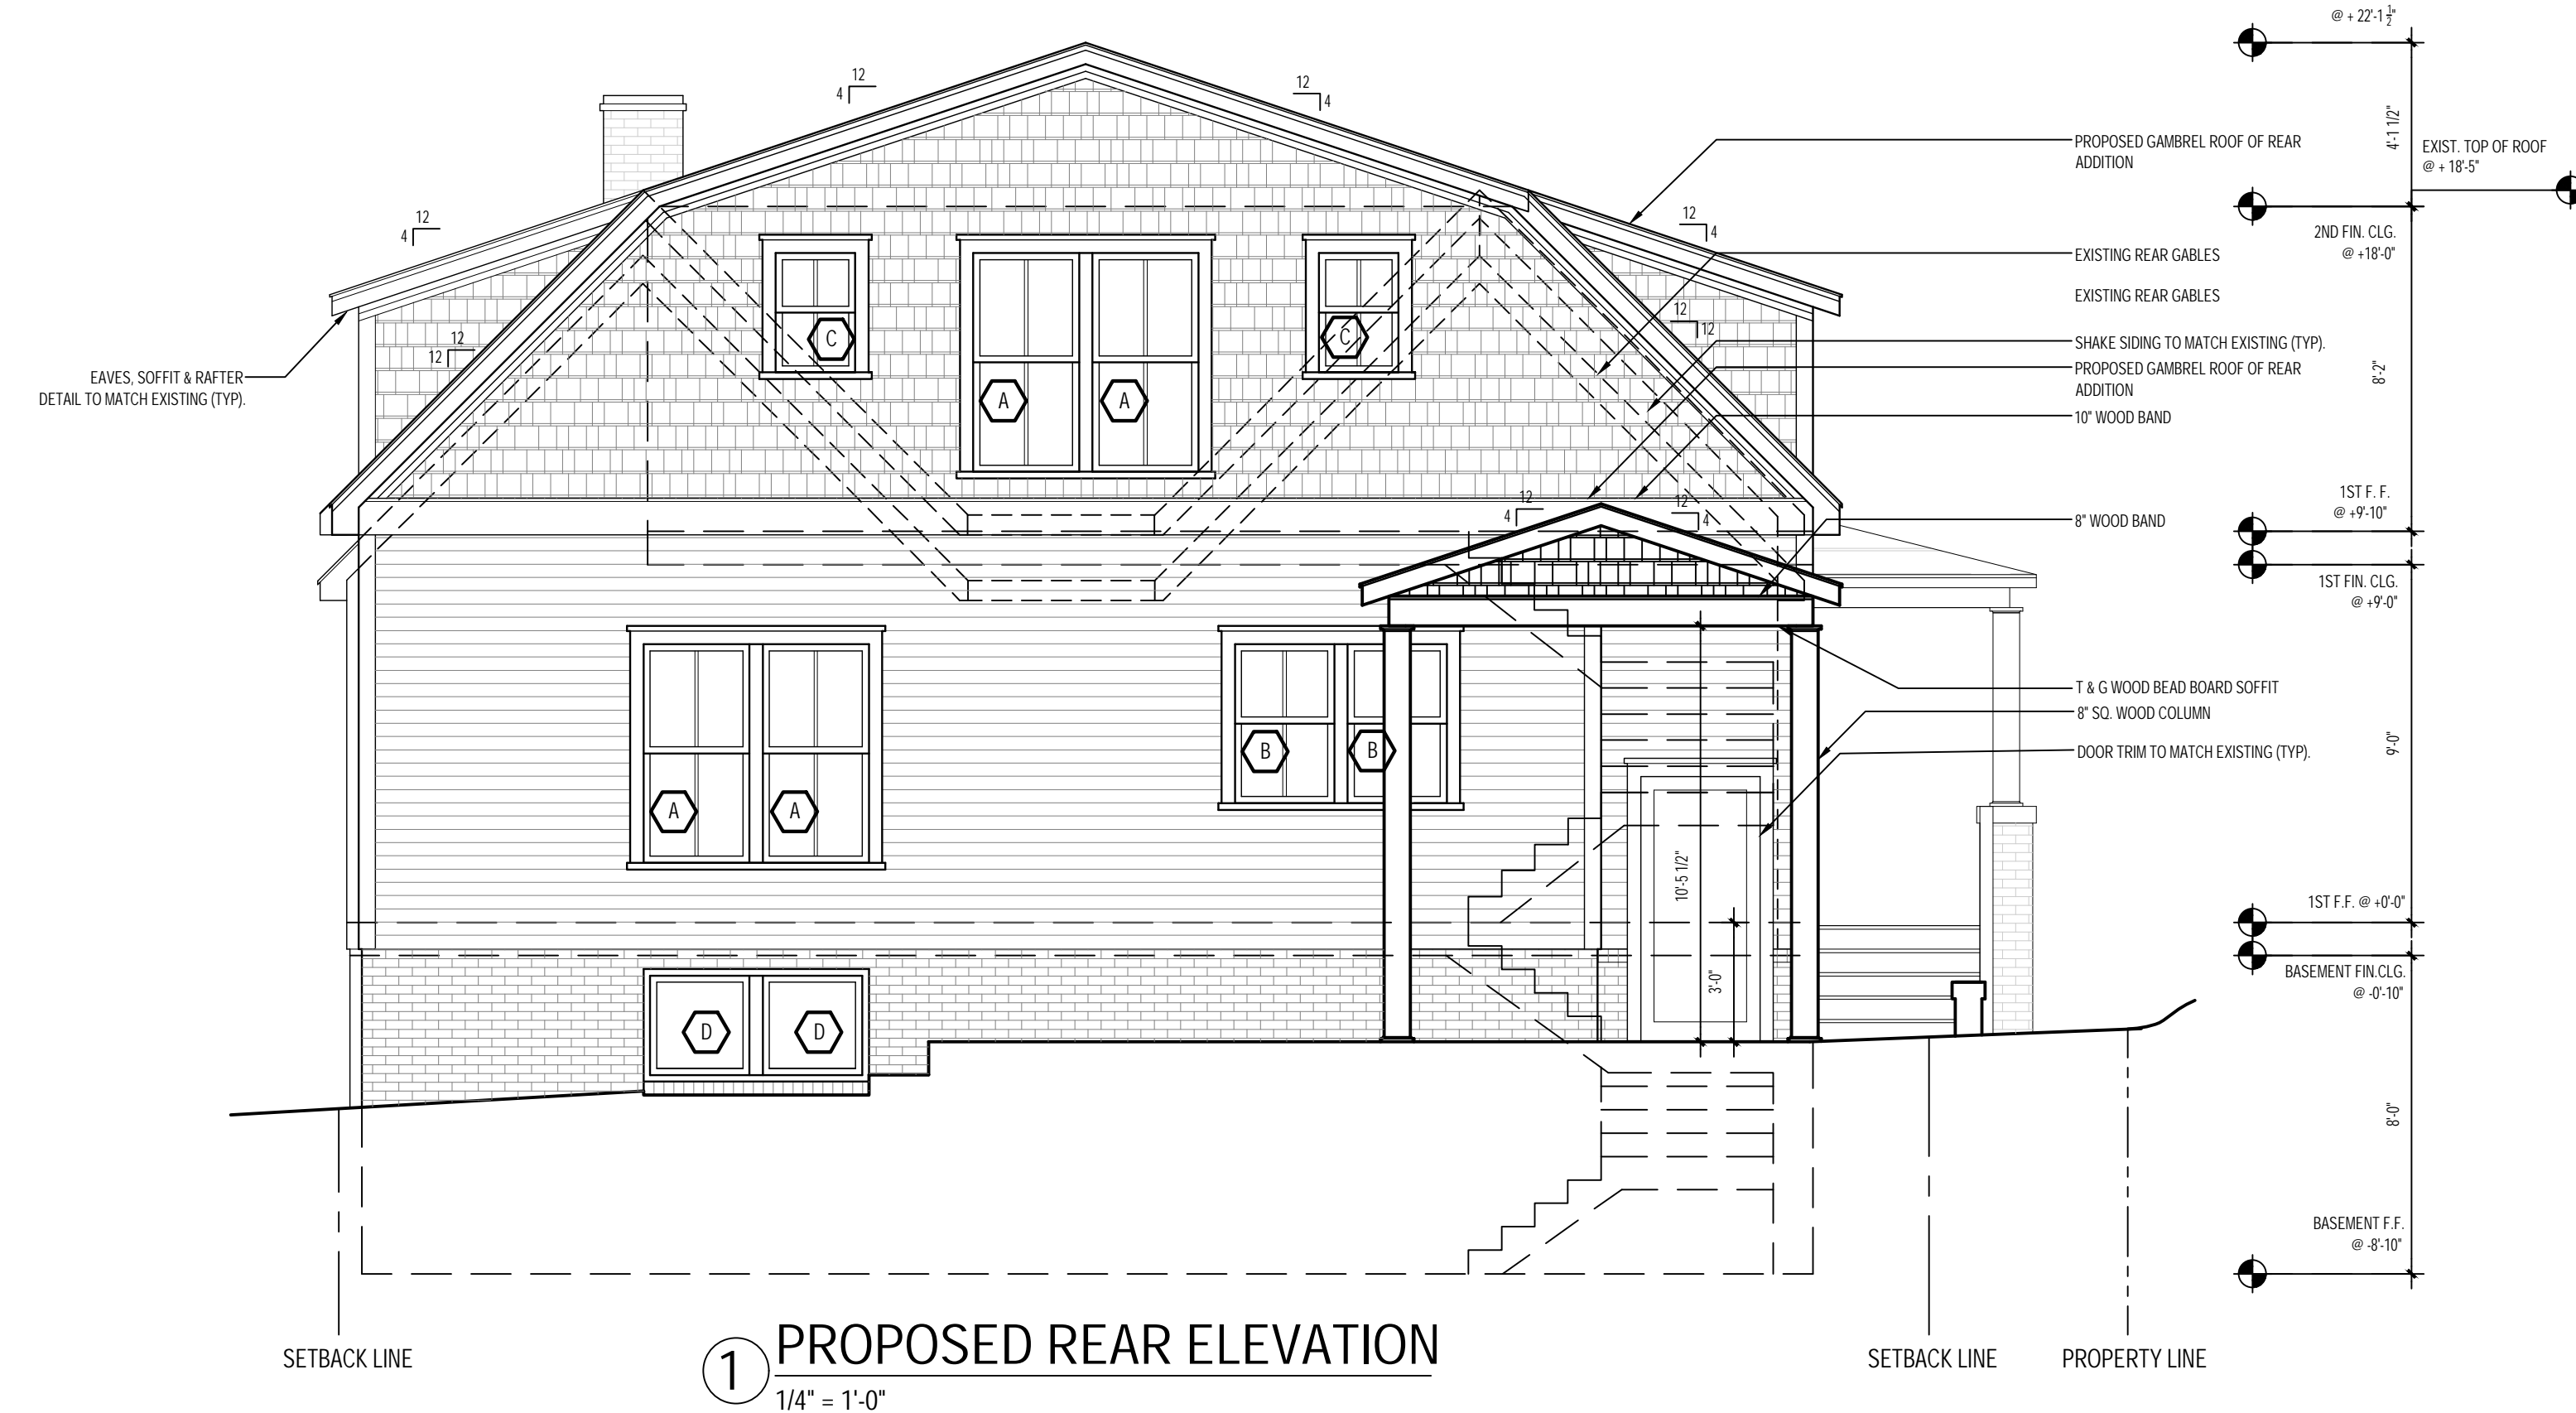 @ + 22'-1 1/2"
12
4
12
4
4'-1 1/2"
PROPOSED GAMBREL ROOF OF REAR
ADDITION
EXIST. TOP OF ROOF
@ + 18'-5"
12
4
12
4
2ND FIN. CLG.
@ +18'-0"
EXISTING REAR GABLES
EXISTING REAR GABLES
12
12
12
12
C
C
SHAKE SIDING TO MATCH EXISTING (TYP).
PROPOSED GAMBREL ROOF OF REAR
ADDITION
8'-2"
EAVES, SOFFIT & RAFTER
DETAIL TO MATCH EXISTING (TYP).
A
A
10" WOOD BAND
12
4
12
4
1ST F. F.
@ +9'-10"
8" WOOD BAND
1ST FIN. CLG.
@ +9'-0"
T & G WOOD BEAD BOARD SOFFIT
8" SQ. WOOD COLUMN
DOOR TRIM TO MATCH EXISTING (TYP).
9'-0"
B
B
A
A
10'-5 1/2"
1ST F.F. @ +0'-0"
3'-0"
BASEMENT FIN.CLG.
@ -0'-10"
D
D
8'-0"
BASEMENT F.F.
@ -8'-10"
SETBACK LINE
SETBACK LINE
PROPERTY LINE
1
PROPOSED REAR ELEVATION
1/4" = 1'-0"